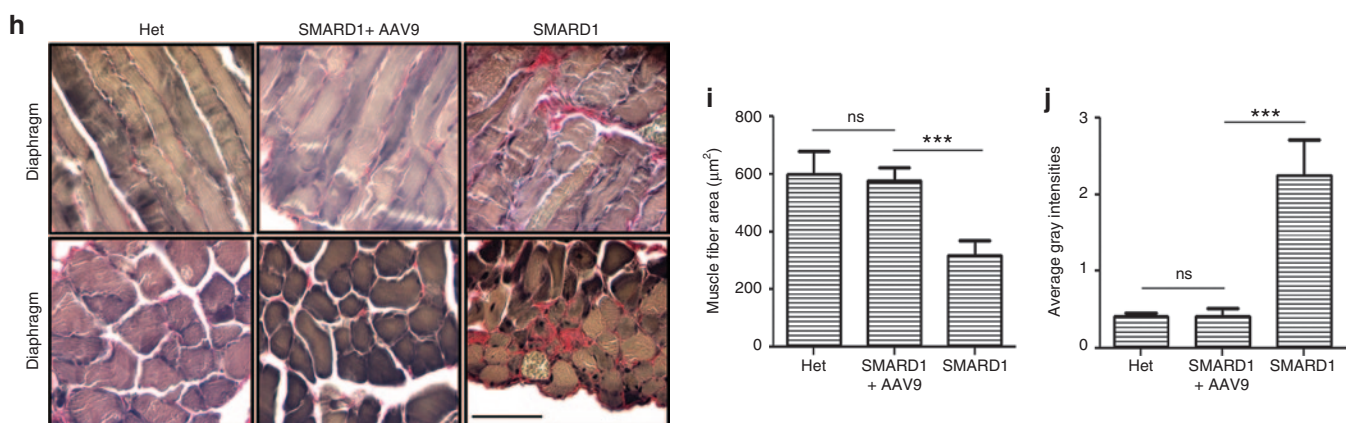 h
Het
SMARD1+ AAV9
SMARD1
Diaphragm
Diaphragm
i
Muscle fiber area (µm²)
800
600
400
200
0
ns
***
Het
SMARD1
+ AAV9
SMARD1
j
Average gray intensities
3
2
1
0
ns
***
Het
SMARD1
+ AAV9
SMARD1